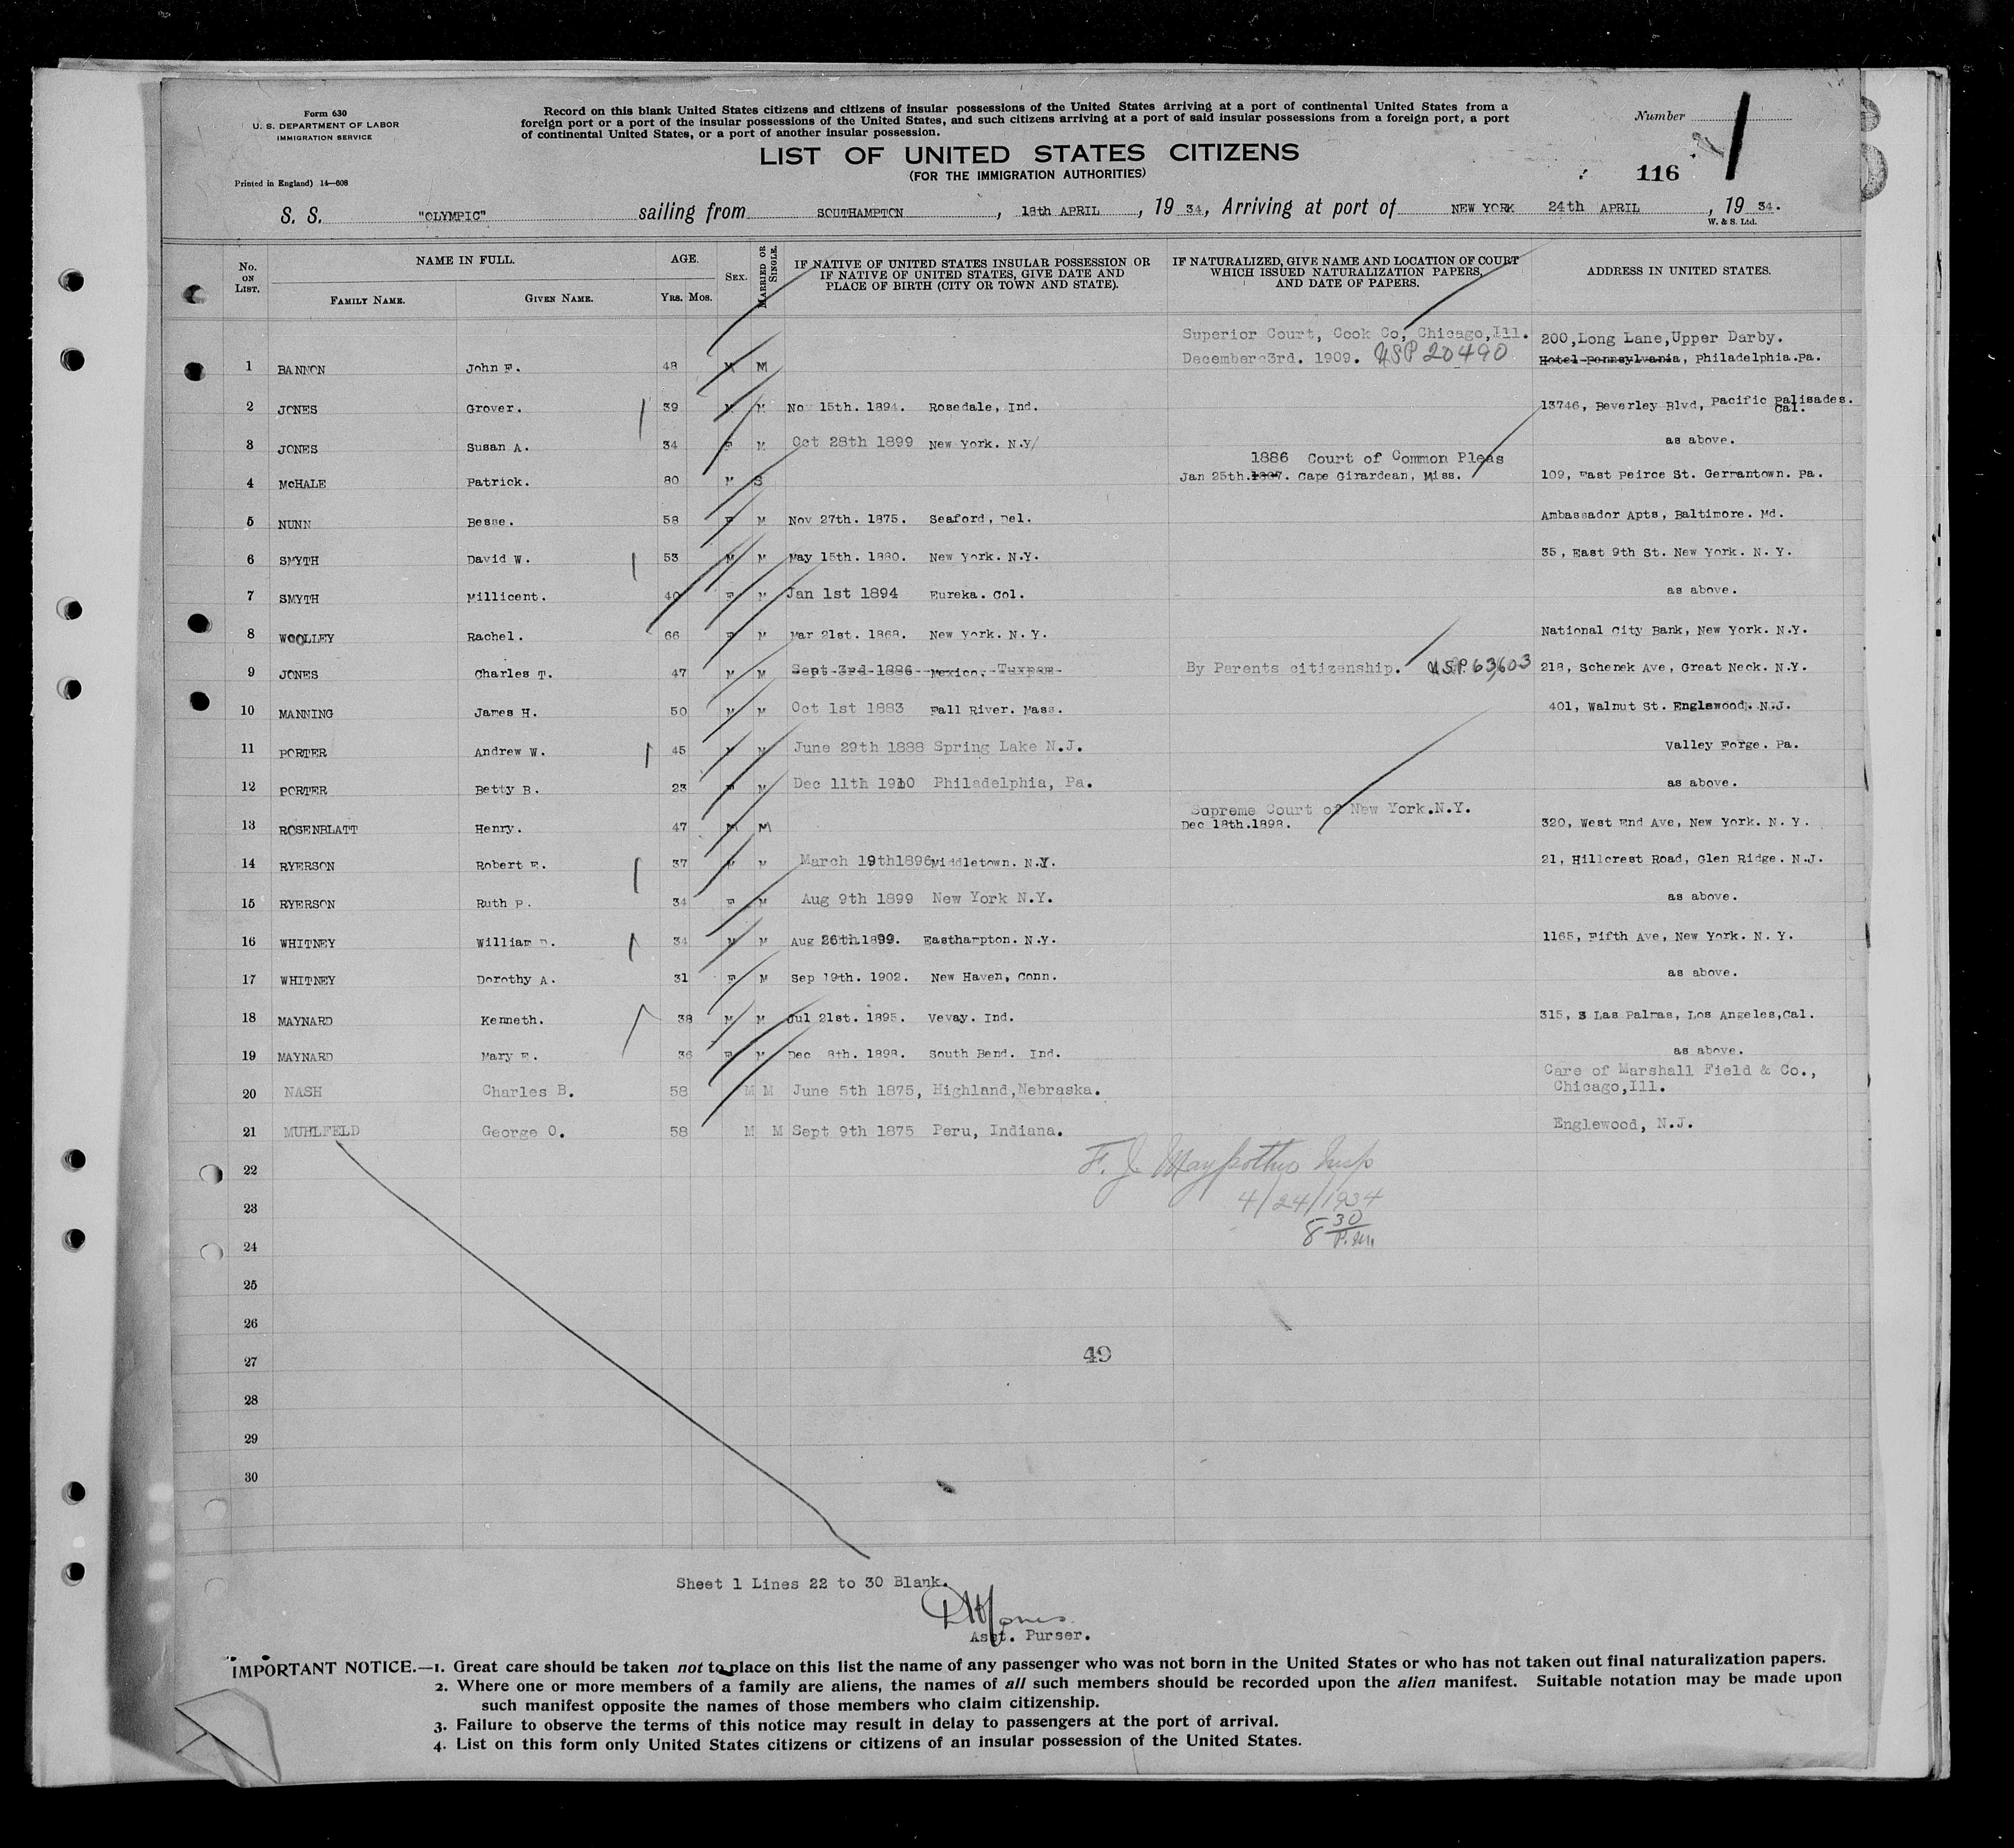 Form 630
U. S. DEPARTMENT OF LABOR
IMMIGRATION SERVICE
Printed in England) 14—608
Record on this blank United States citizens and citizens of insular possessions of the United States arriving at a port of continental United States from a
foreign port or a port of the insular possessions of the United States, and such citizens arriving at a port of said insular possessions from a foreign port, a port
of continental United States, or a port of another insular possession.
Number
LIST OF UNITED STATES CITIZENS
(FOR THE IMMIGRATION AUTHORITIES)
116
S. S. "OLYMPIC" sailing from SOUTHAMPTON, 18th APRIL, 19 34, Arriving at port of NEW YORK 24th APRIL, 19 34.
W. & S. Ltd.
No. ON LIST. NAME IN FULL. FAMILY NAME. GIVEN NAME. AGE. YRS. MOS. SEX. MARRIED OR SINGLE. IF NATIVE OF UNITED STATES INSULAR POSSESSION OR IF NATIVE OF UNITED STATES, GIVE DATE AND PLACE OF BIRTH (CITY OR TOWN AND STATE). IF NATURALIZED, GIVE NAME AND LOCATION OF COURT WHICH ISSUED NATURALIZATION PAPERS, AND DATE OF PAPERS. ADDRESS IN UNITED STATES.
Superior Court, Cook Co, Chicago,Ill. 200,Long Lane,Upper Darby.
1 BANNON John F. 48 M M December 3rd. 1909. USP 20490 Hotel Pennsylvania, Philadelphia.Pa.
2 JONES Grover. 39 M M Nov 15th. 1894. Rosedale, Ind. 13746, Beverley Blvd, Pacific Palisades. Cal.
3 JONES Susan A. 34 F M Oct 28th 1899 New York. N.Y/ as above.
1886 Court of Common Pleas
4 McHALE Patrick. 80 M S Jan 25th.1887. Cape Girardean, Miss. 109, East Peirce St. Germantown. Pa.
5 NUNN Besse. 58 F M Nov 27th. 1875. Seaford, Del. Ambassador Apts, Baltimore. Md.
6 SMYTH David W. 53 M M May 15th. 1880. New York. N.Y. 35, East 9th St. New York. N. Y.
7 SMYTH Millicent. 40 F M Jan 1st 1894 Eureka. Col. as above.
8 WOOLLEY Rachel. 66 F M Mar 21st. 1868. New York. N. Y. National City Bank, New York. N.Y.
9 JONES Charles T. 47 M M Sept 3rd 1886 Mexico, Tuxpam By Parents citizenship. USP.63,603 218, Schenek Ave, Great Neck. N.Y.
10 MANNING James H. 50 M M Oct 1st 1883 Fall River. Mass. 401, Walnut St. Englewood. N.J.
11 PORTER Andrew W. 45 M M June 29th 1888 Spring Lake N.J. Valley Forge. Pa.
12 PORTER Betty B. 23 F M Dec 11th 1910 Philadelphia, Pa. as above.
Supreme Court of New York.N.Y.
13 ROSENBLATT Henry. 47 M M Dec 18th.1898. 320, West End Ave, New York. N. Y.
14 RYERSON Robert E. 37 M M March 19th1896 Middletown. N.Y. 21, Hillcrest Road, Glen Ridge. N.J.
15 RYERSON Ruth P. 34 F M Aug 9th 1899 New York N.Y. as above.
16 WHITNEY William D. 34 M M Aug 26th.1899. Easthampton. N.Y. 1165, Fifth Ave, New York. N. Y.
17 WHITNEY Dorothy A. 31 F M Sep 19th. 1902. New Haven, Conn. as above.
18 MAYNARD Kenneth. 38 M M Jul 21st. 1895. Vevay. Ind. 315, S Las Palmas, Los Angeles,Cal.
19 MAYNARD Mary E. 36 F M Dec 8th. 1898. South Bend. Ind. as above.
20 NASH Charles B. 58 M M June 5th 1875, Highland,Nebraska. Care of Marshall Field & Co., Chicago,Ill.
21 MUHLFELD George O. 58 M M Sept 9th 1875 Peru, Indiana. Englewood, N.J.
22 F. J. Insp
23 4/24/1934
24 8 30 P.m.
25
26
27 49
28
29
30
Sheet 1 Lines 22 to 30 Blank.
Jones
Asst. Purser.
IMPORTANT NOTICE.—1. Great care should be taken not to place on this list the name of any passenger who was not born in the United States or who has not taken out final naturalization papers.
2. Where one or more members of a family are aliens, the names of all such members should be recorded upon the alien manifest. Suitable notation may be made upon
such manifest opposite the names of those members who claim citizenship.
3. Failure to observe the terms of this notice may result in delay to passengers at the port of arrival.
4. List on this form only United States citizens or citizens of an insular possession of the United States.